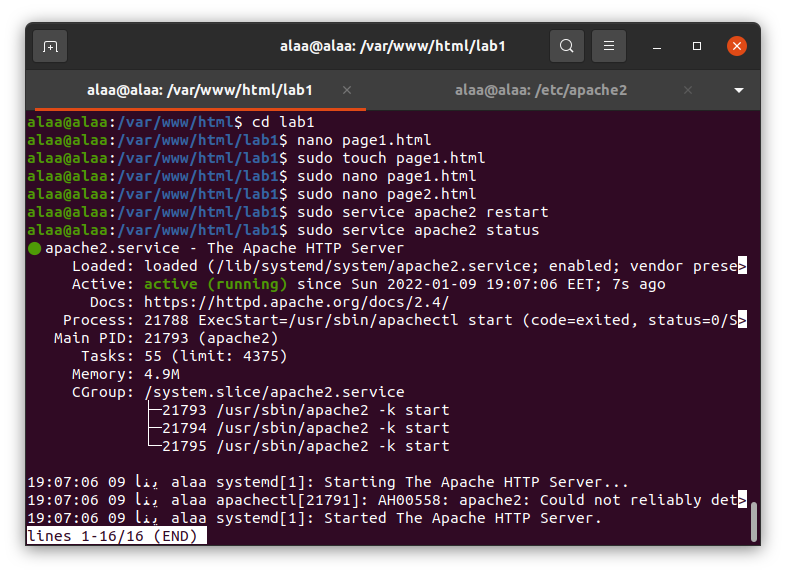 alaa@alaa: /var/www/html/lab1
alaa@alaa: /var/www/html/lab1 × alaa@alaa: /etc/apache2 ×
alaa@alaa:/var/www/html$ cd lab1
alaa@alaa:/var/www/html/lab1$ nano page1.html
alaa@alaa:/var/www/html/lab1$ sudo touch page1.html
alaa@alaa:/var/www/html/lab1$ sudo nano page1.html
alaa@alaa:/var/www/html/lab1$ sudo nano page2.html
alaa@alaa:/var/www/html/lab1$ sudo service apache2 restart
alaa@alaa:/var/www/html/lab1$ sudo service apache2 status
● apache2.service - The Apache HTTP Server
Loaded: loaded (/lib/systemd/system/apache2.service; enabled; vendor prese>
Active: active (running) since Sun 2022-01-09 19:07:06 EET; 7s ago
Docs: https://httpd.apache.org/docs/2.4/
Process: 21788 ExecStart=/usr/sbin/apachectl start (code=exited, status=0/S>
Main PID: 21793 (apache2)
Tasks: 55 (limit: 4375)
Memory: 4.9M
CGroup: /system.slice/apache2.service
├─21793 /usr/sbin/apache2 -k start
├─21794 /usr/sbin/apache2 -k start
└─21795 /usr/sbin/apache2 -k start
19:07:06 09 ينا alaa systemd[1]: Starting The Apache HTTP Server...
19:07:06 09 ينا alaa apachectl[21791]: AH00558: apache2: Could not reliably det>
19:07:06 09 ينا alaa systemd[1]: Started The Apache HTTP Server.
lines 1-16/16 (END)